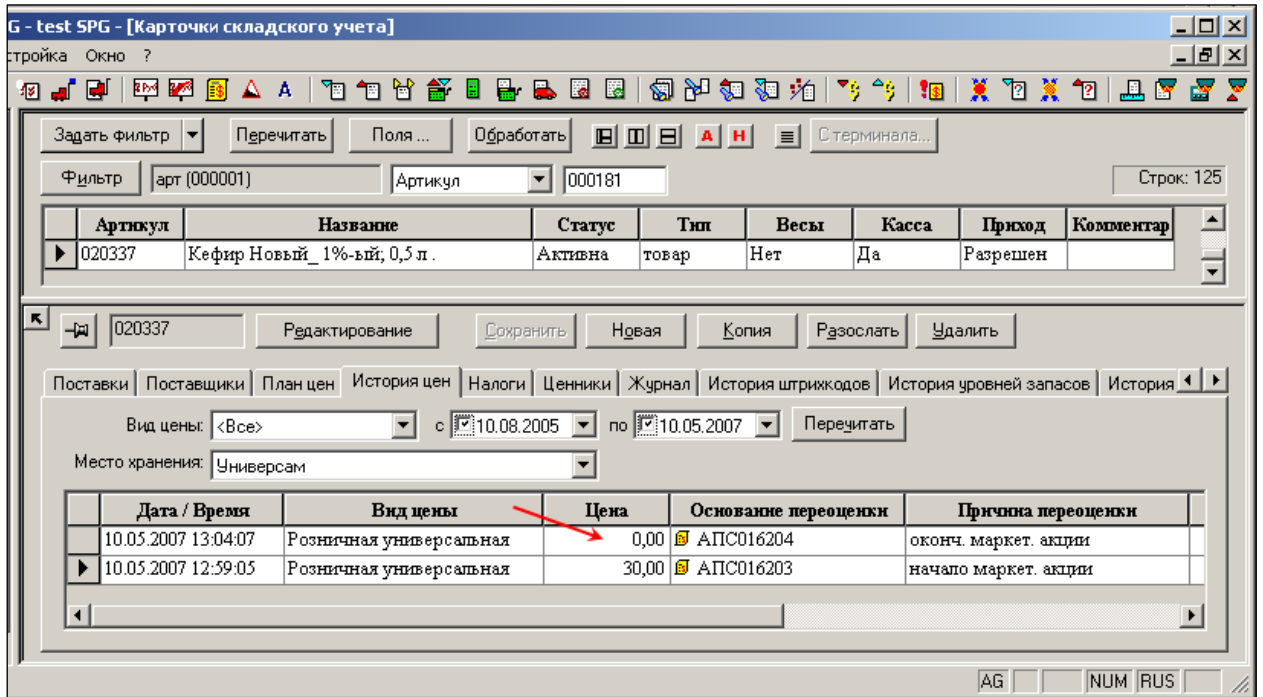 G - test SPG - [Карточки складского учета]
стройка Окно ?
Задать фильтр Перечитать Поля ... Обработать А Н С терминала...
Фильтр арт (000001) Артикул 000181 Строк: 125
Артикул Название Статус Тип Весы Касса Приход Комментар
020337 Кефир Новый_ 1%-ый; 0,5 л . Активна товар Нет Да Разрешен
020337 Редактирование Сохранить Новая Копия Разослать Удалить
Поставки Поставщики План цен История цен Налоги Ценники Журнал История штрихкодов История уровней запасов История
Вид цены: <Все> с 10.08.2005 по 10.05.2007 Перечитать
Место хранения: Универсам
Дата / Время Вид цены Цена Основание переоценки Причина переоценки
10.05.2007 13:04:07 Розничная универсальная 0,00 АПС016204 оконч. маркет. акции
10.05.2007 12:59:05 Розничная универсальная 30,00 АПС016203 начало маркет. акции
AG NUM RUS